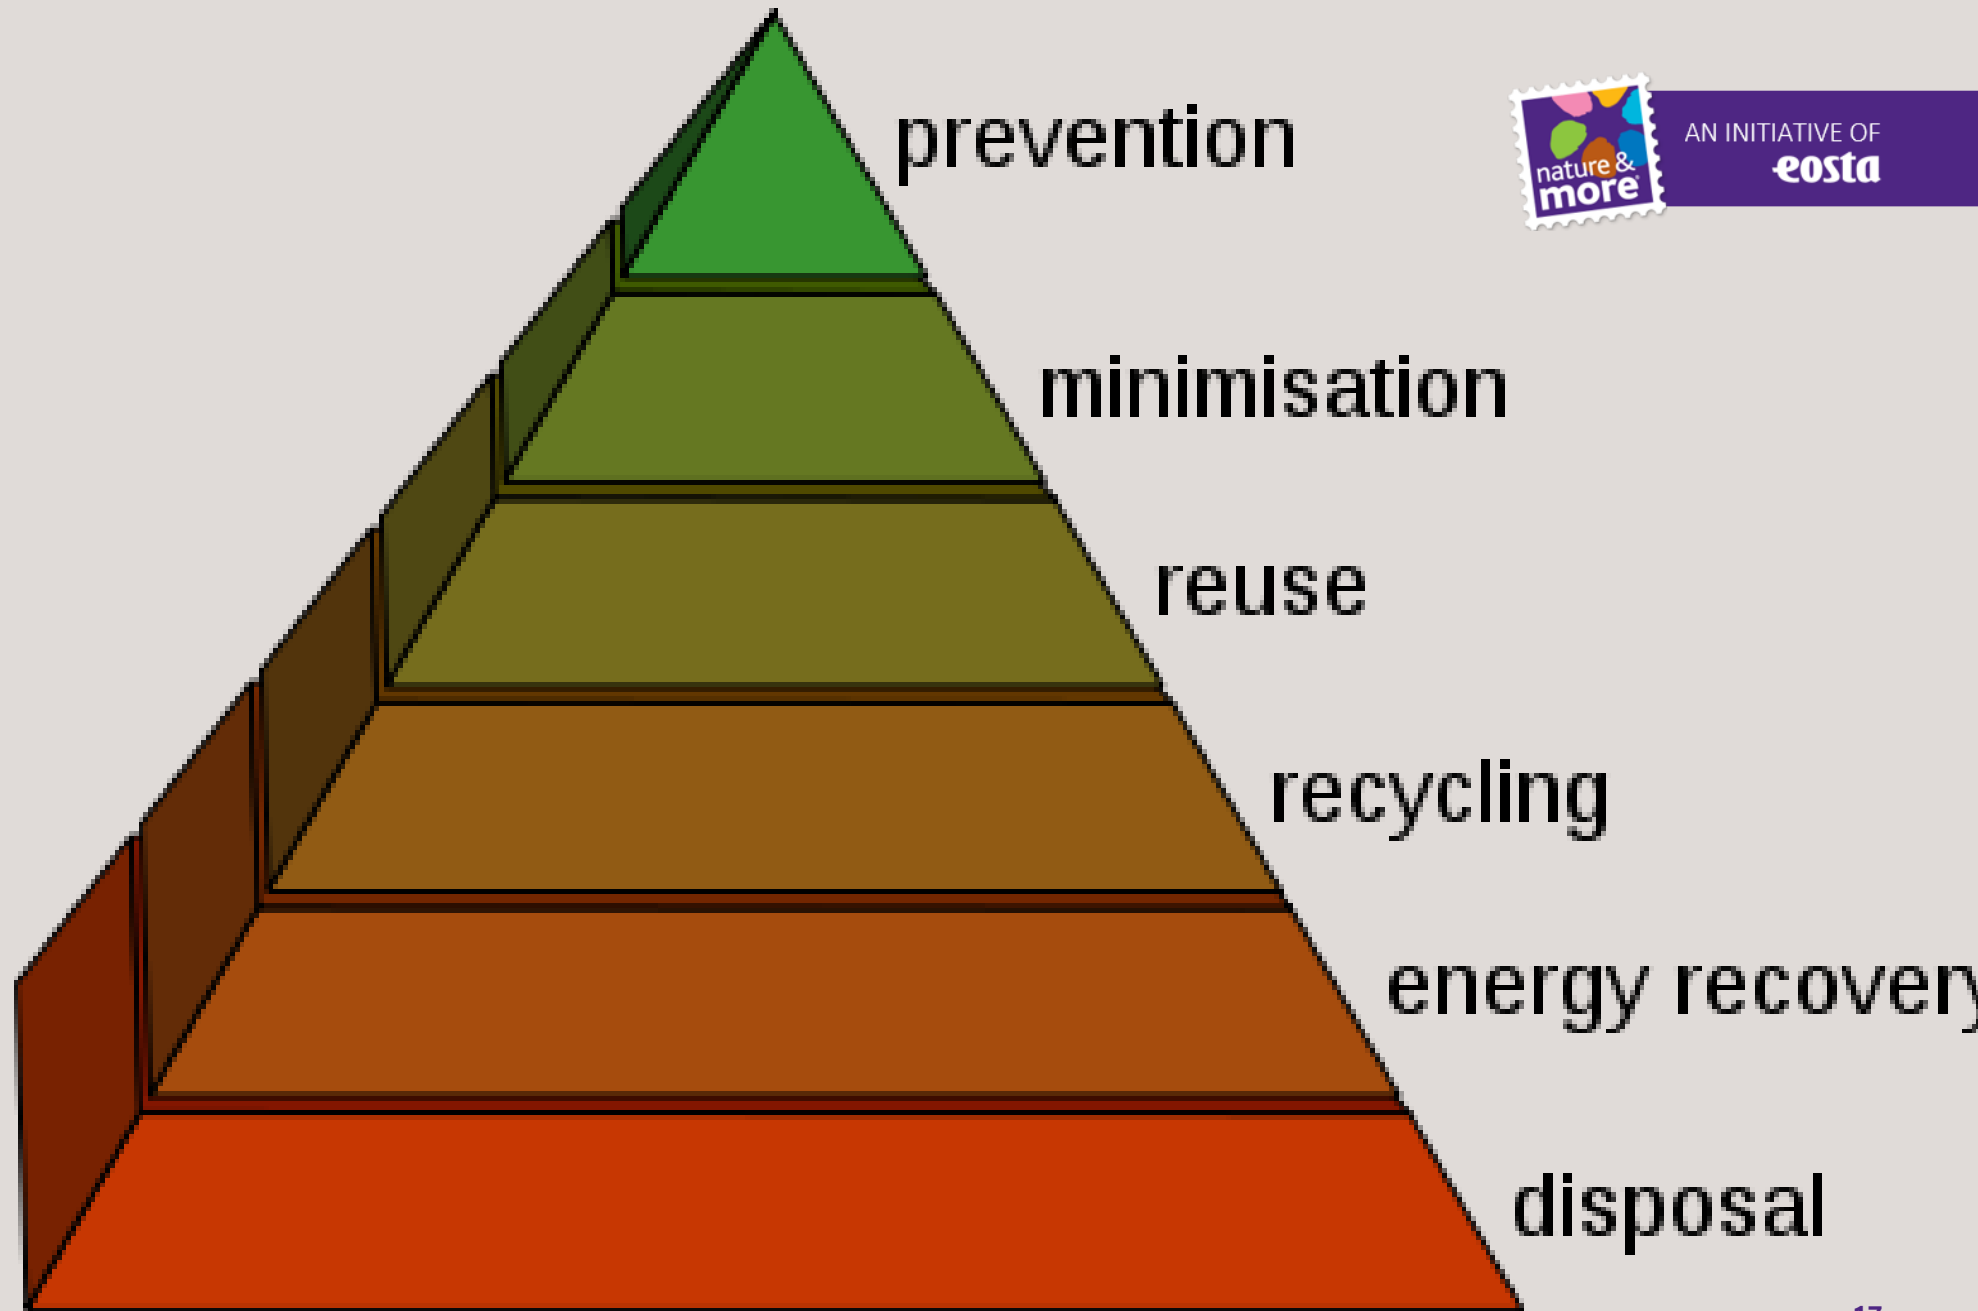 prevention
nature &
more
AN INITIATIVE OF
eosta
minimisation
reuse
recycling
energy recovery
disposal